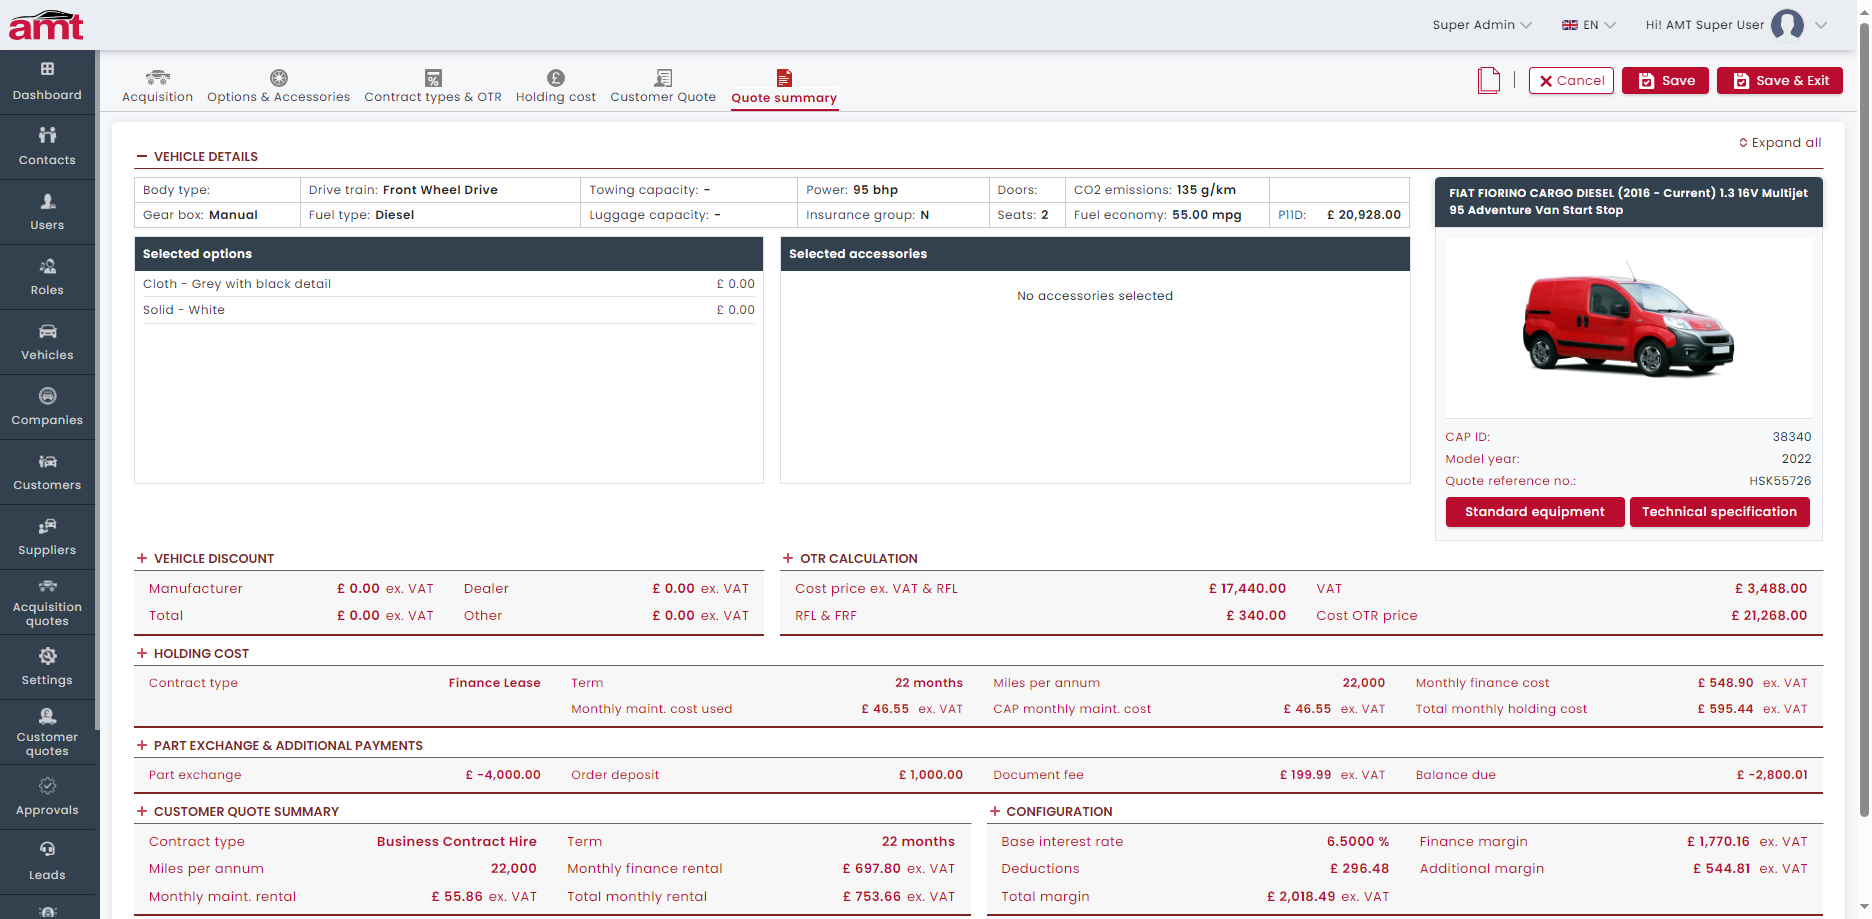 amt
Super Admin EN Hi! AMT Super User
Dashboard
Contacts
Users
Roles
Vehicles
Companies
Customers
Suppliers
Acquisition
quotes
Settings
Customer
quotes
Approvals
Leads
Acquisition Options & Accessories Contract types & OTR Holding cost Customer Quote Quote summary
Cancel Save Save & Exit
Expand all
VEHICLE DETAILS
Body type: Drive train: Front Wheel Drive Towing capacity: - Power: 95 bhp Doors: CO2 emissions: 135 g/km
Gear box: Manual Fuel type: Diesel Luggage capacity: - Insurance group: N Seats: 2 Fuel economy: 55.00 mpg P11D: £ 20,928.00
Selected options
Cloth - Grey with black detail £ 0.00
Solid - White £ 0.00
Selected accessories
No accessories selected
FIAT FIORINO CARGO DIESEL (2016 - Current) 1.3 16V Multijet
95 Adventure Van Start Stop
CAP ID: 38340
Model year: 2022
Quote reference no.: HSK55726
Standard equipment Technical specification
VEHICLE DISCOUNT
Manufacturer £ 0.00 ex. VAT Dealer £ 0.00 ex. VAT
Total £ 0.00 ex. VAT Other £ 0.00 ex. VAT
OTR CALCULATION
Cost price ex. VAT & RFL £ 17,440.00 VAT £ 3,488.00
RFL & FRF £ 340.00 Cost OTR price £ 21,268.00
HOLDING COST
Contract type Finance Lease Term 22 months Miles per annum 22,000 Monthly finance cost £ 548.90 ex. VAT
Monthly maint. cost used £ 46.55 ex. VAT CAP monthly maint. cost £ 46.55 ex. VAT Total monthly holding cost £ 595.44 ex. VAT
PART EXCHANGE & ADDITIONAL PAYMENTS
Part exchange £ -4,000.00 Order deposit £ 1,000.00 Document fee £ 199.99 ex. VAT Balance due £ -2,800.01
CUSTOMER QUOTE SUMMARY
Contract type Business Contract Hire Term 22 months
Miles per annum 22,000 Monthly finance rental £ 697.80 ex. VAT
Monthly maint. rental £ 55.86 ex. VAT Total monthly rental £ 753.66 ex. VAT
CONFIGURATION
Base interest rate 6.5000 % Finance margin £ 1,770.16 ex. VAT
Deductions £ 296.48 Additional margin £ 544.81 ex. VAT
Total margin £ 2,018.49 ex. VAT